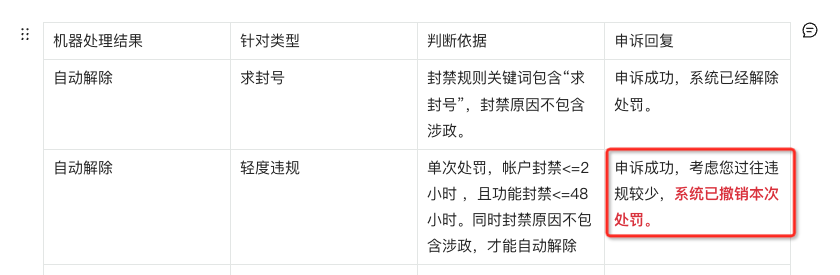 机器处理结果	针对类型	判断依据	申诉回复
自动解除	求封号	封禁规则关键词包含“求	申诉成功，系统已经解除
封号”，封禁原因不包含	处罚。
涉政。
自动解除	轻度违规	单次处罚，帐户封禁<=2	申诉成功，考虑您过往违
小时 ，且功能封禁<=48	规较少，系统已撤销本次
小时。同时封禁原因不包	处罚。
含涉政，才能自动解除